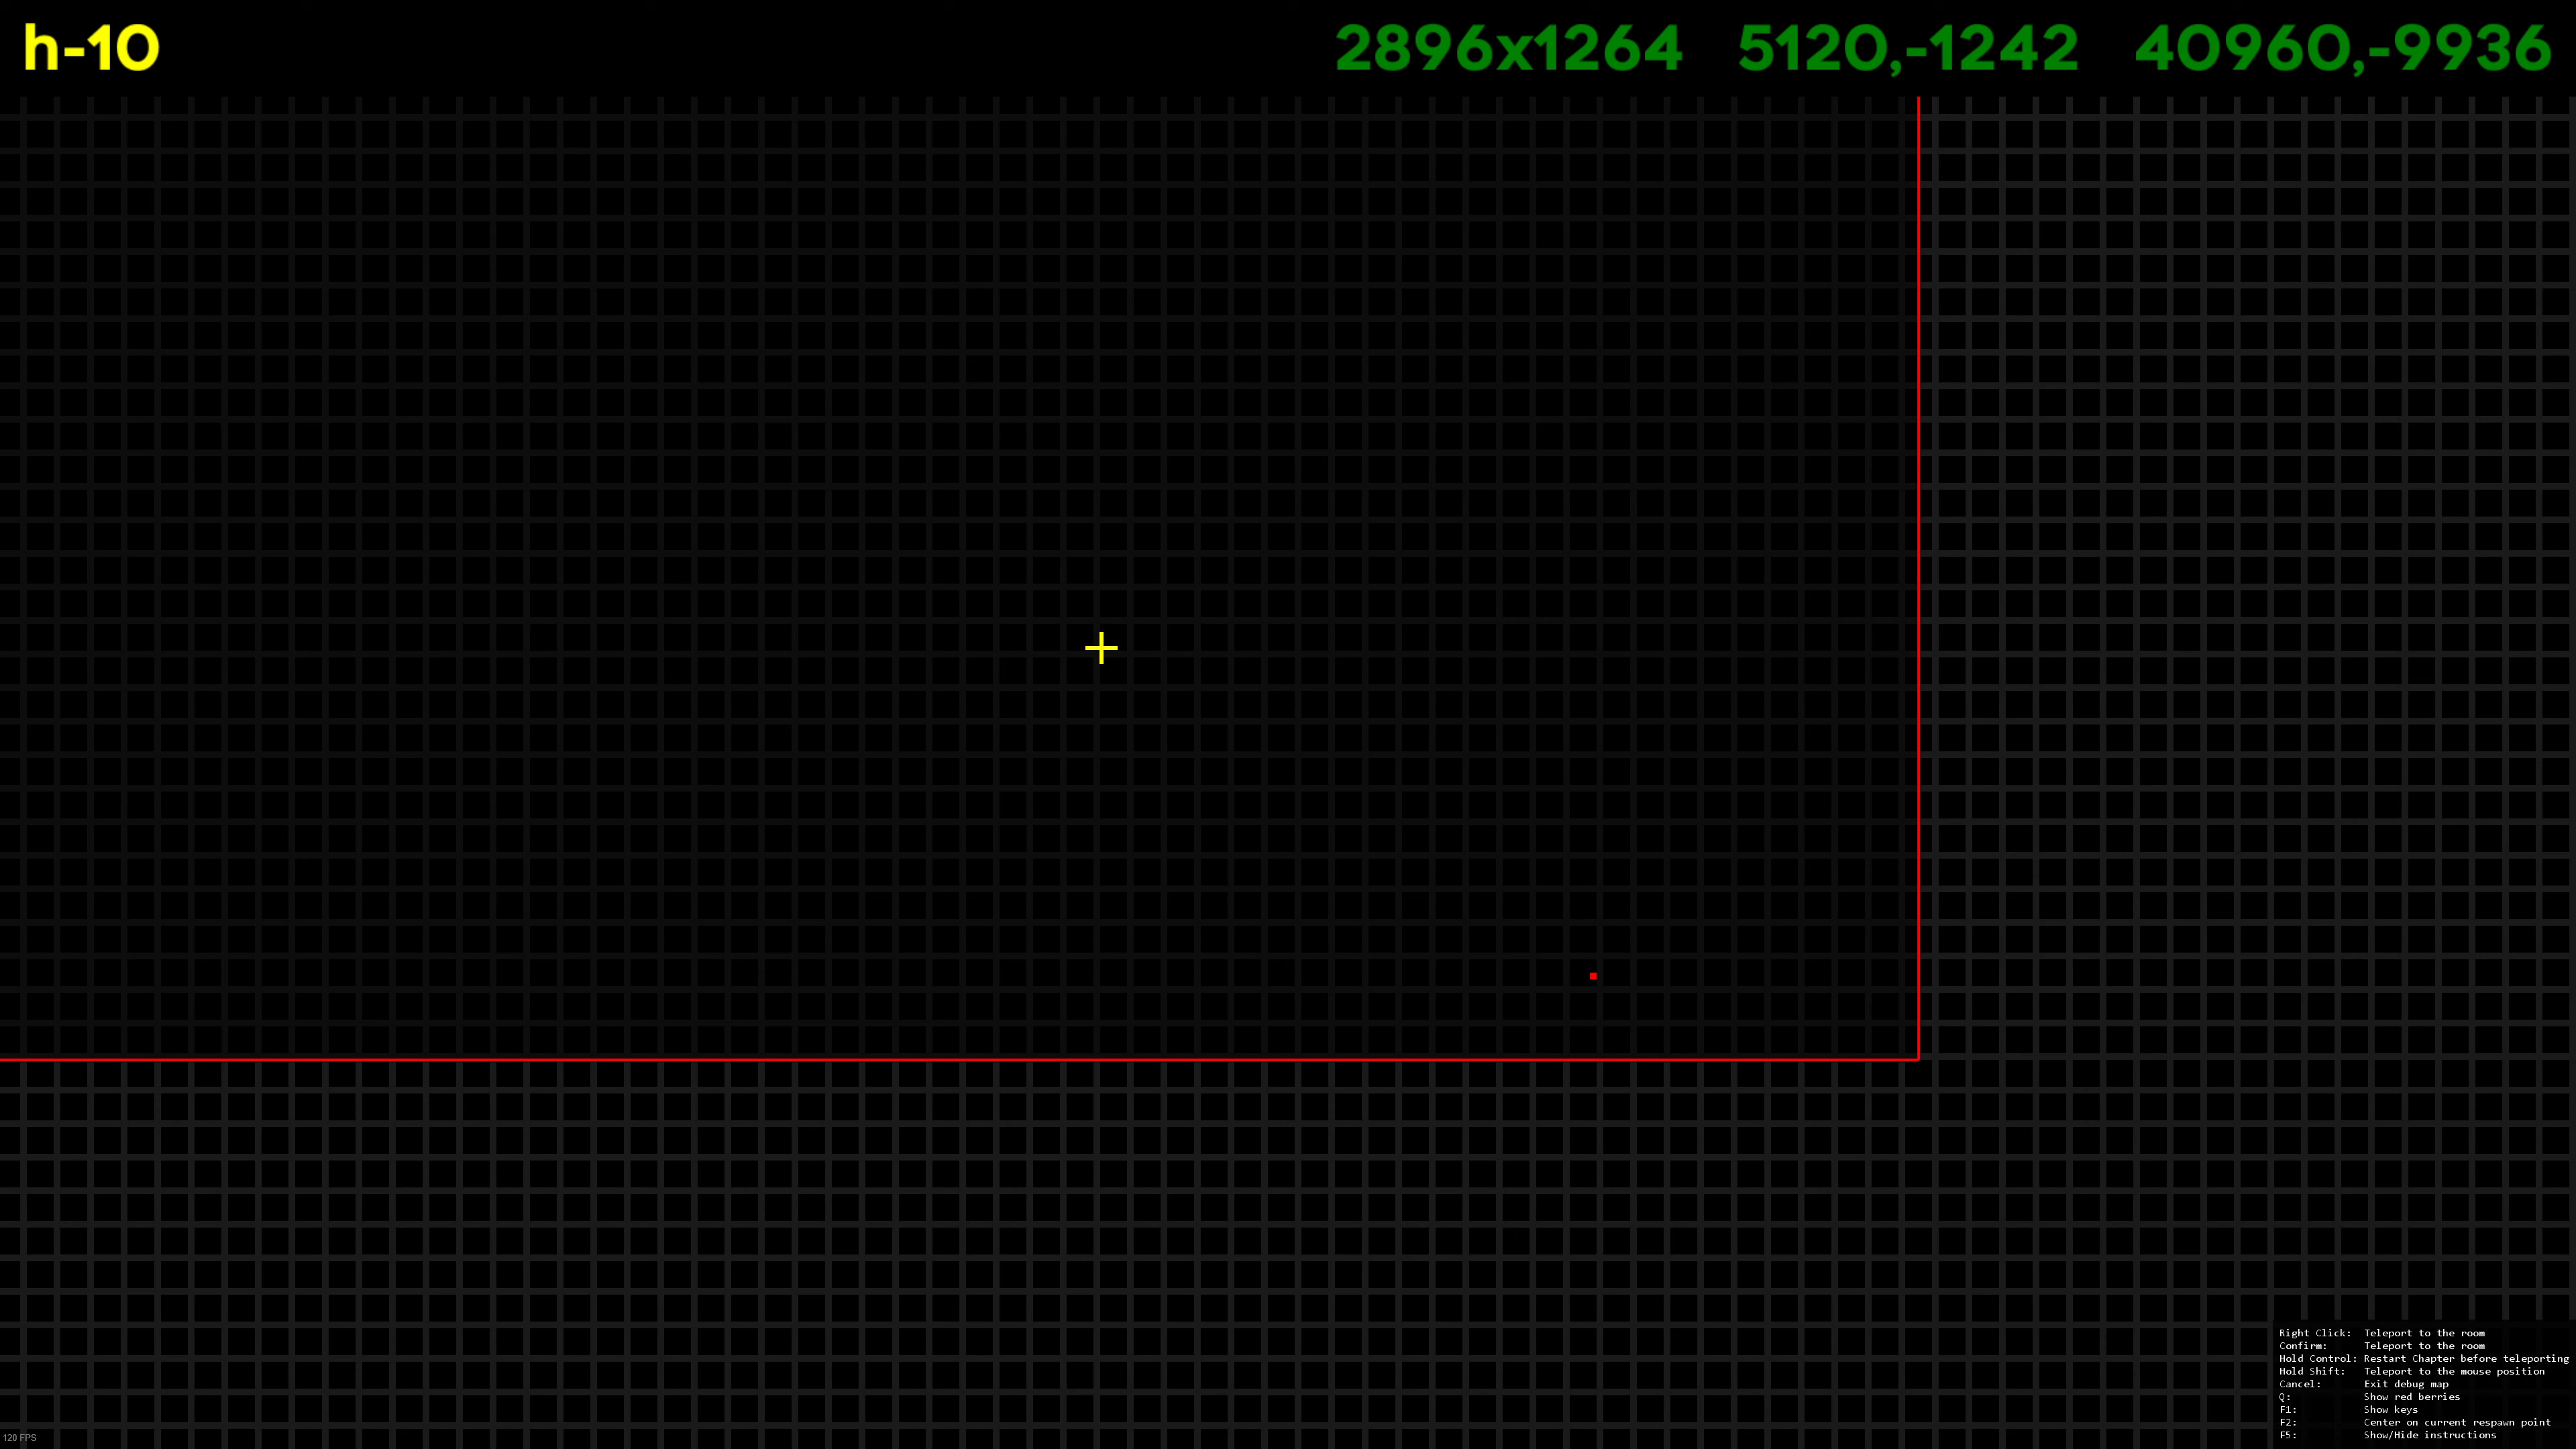 h-10 2896x1264 5120,-1242 40960,-9936
Right Click: Teleport to the room
Confirm: Teleport to the room
Hold Control: Restart Chapter before teleporting
Hold Shift: Teleport to the mouse position
Cancel: Exit debug map
Q: Show red berries
F1: Show keys
F2: Center on current respawn point
F5: Show/Hide instructions
120 FPS